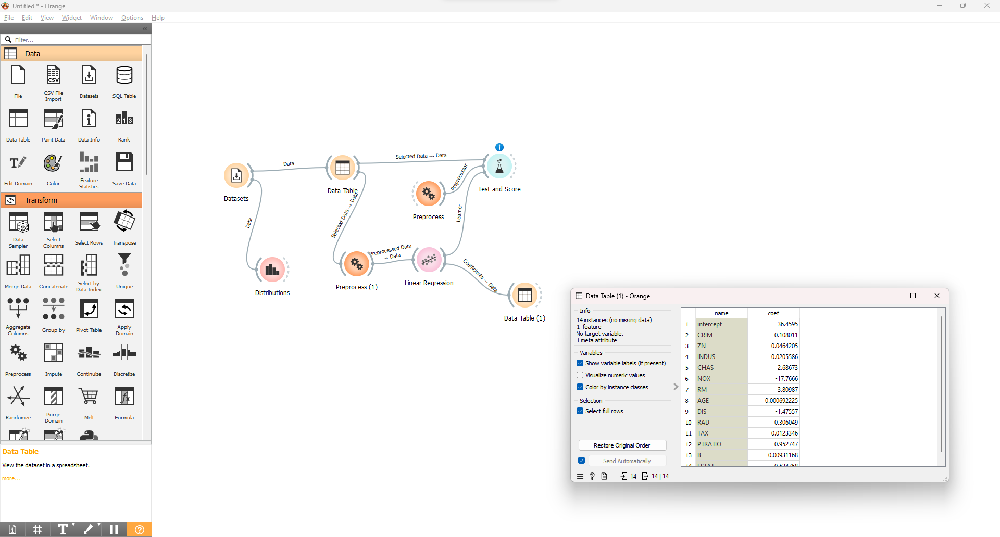 Untitled * - Orange
File Edit View Widget Window Options Help
Filter...
Data
File
CSV File
Import
Datasets
SQL Table
Data Table
Paint Data
Data Info
Rank
Edit Domain
Color
Feature
Statistics
Save Data
Transform
Data
Sampler
Select
Columns
Select Rows
Transpose
Merge Data
Concatenate
Select by
Data Index
Unique
Aggregate
Columns
Group by
Pivot Table
Apply
Domain
Preprocess
Impute
Continuize
Discretize
Randomize
Purge
Domain
Melt
Formula
Data Table
View the dataset in a spreadsheet.
more...
Datasets
Data
Data
Data Table
Selected Data → Data
Selected Data → Data
Preprocessor
Test and Score
Preprocess
Learner
Distributions
Preprocess (1)
Preprocessed Data
→ Data
Linear Regression
Coefficients → Data
Data Table (1)
Data Table (1) - Orange
Info
14 instances (no missing data)
1 feature
No target variable.
1 meta attribute
Variables
Show variable labels (if present)
Visualize numeric values
Color by instance classes
Selection
Select full rows
Restore Original Order
Send Automatically
14 14 | 14
name coef
1 intercept 36.4595
2 CRIM -0.108011
3 ZN 0.0464205
4 INDUS 0.0205586
5 CHAS 2.68673
6 NOX -17.7666
7 RM 3.80987
8 AGE 0.000692225
9 DIS -1.47557
10 RAD 0.306049
11 TAX -0.0123346
12 PTRATIO -0.952747
13 B 0.00931168
14 LSTAT -0.524758